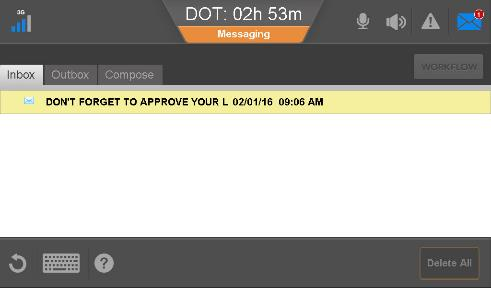 3G
DOT: 02h 53m
Messaging
1
Inbox Outbox Compose
WORKFLOW
DON'T FORGET TO APPROVE YOUR L 02/01/16 09:06 AM
?
Delete All